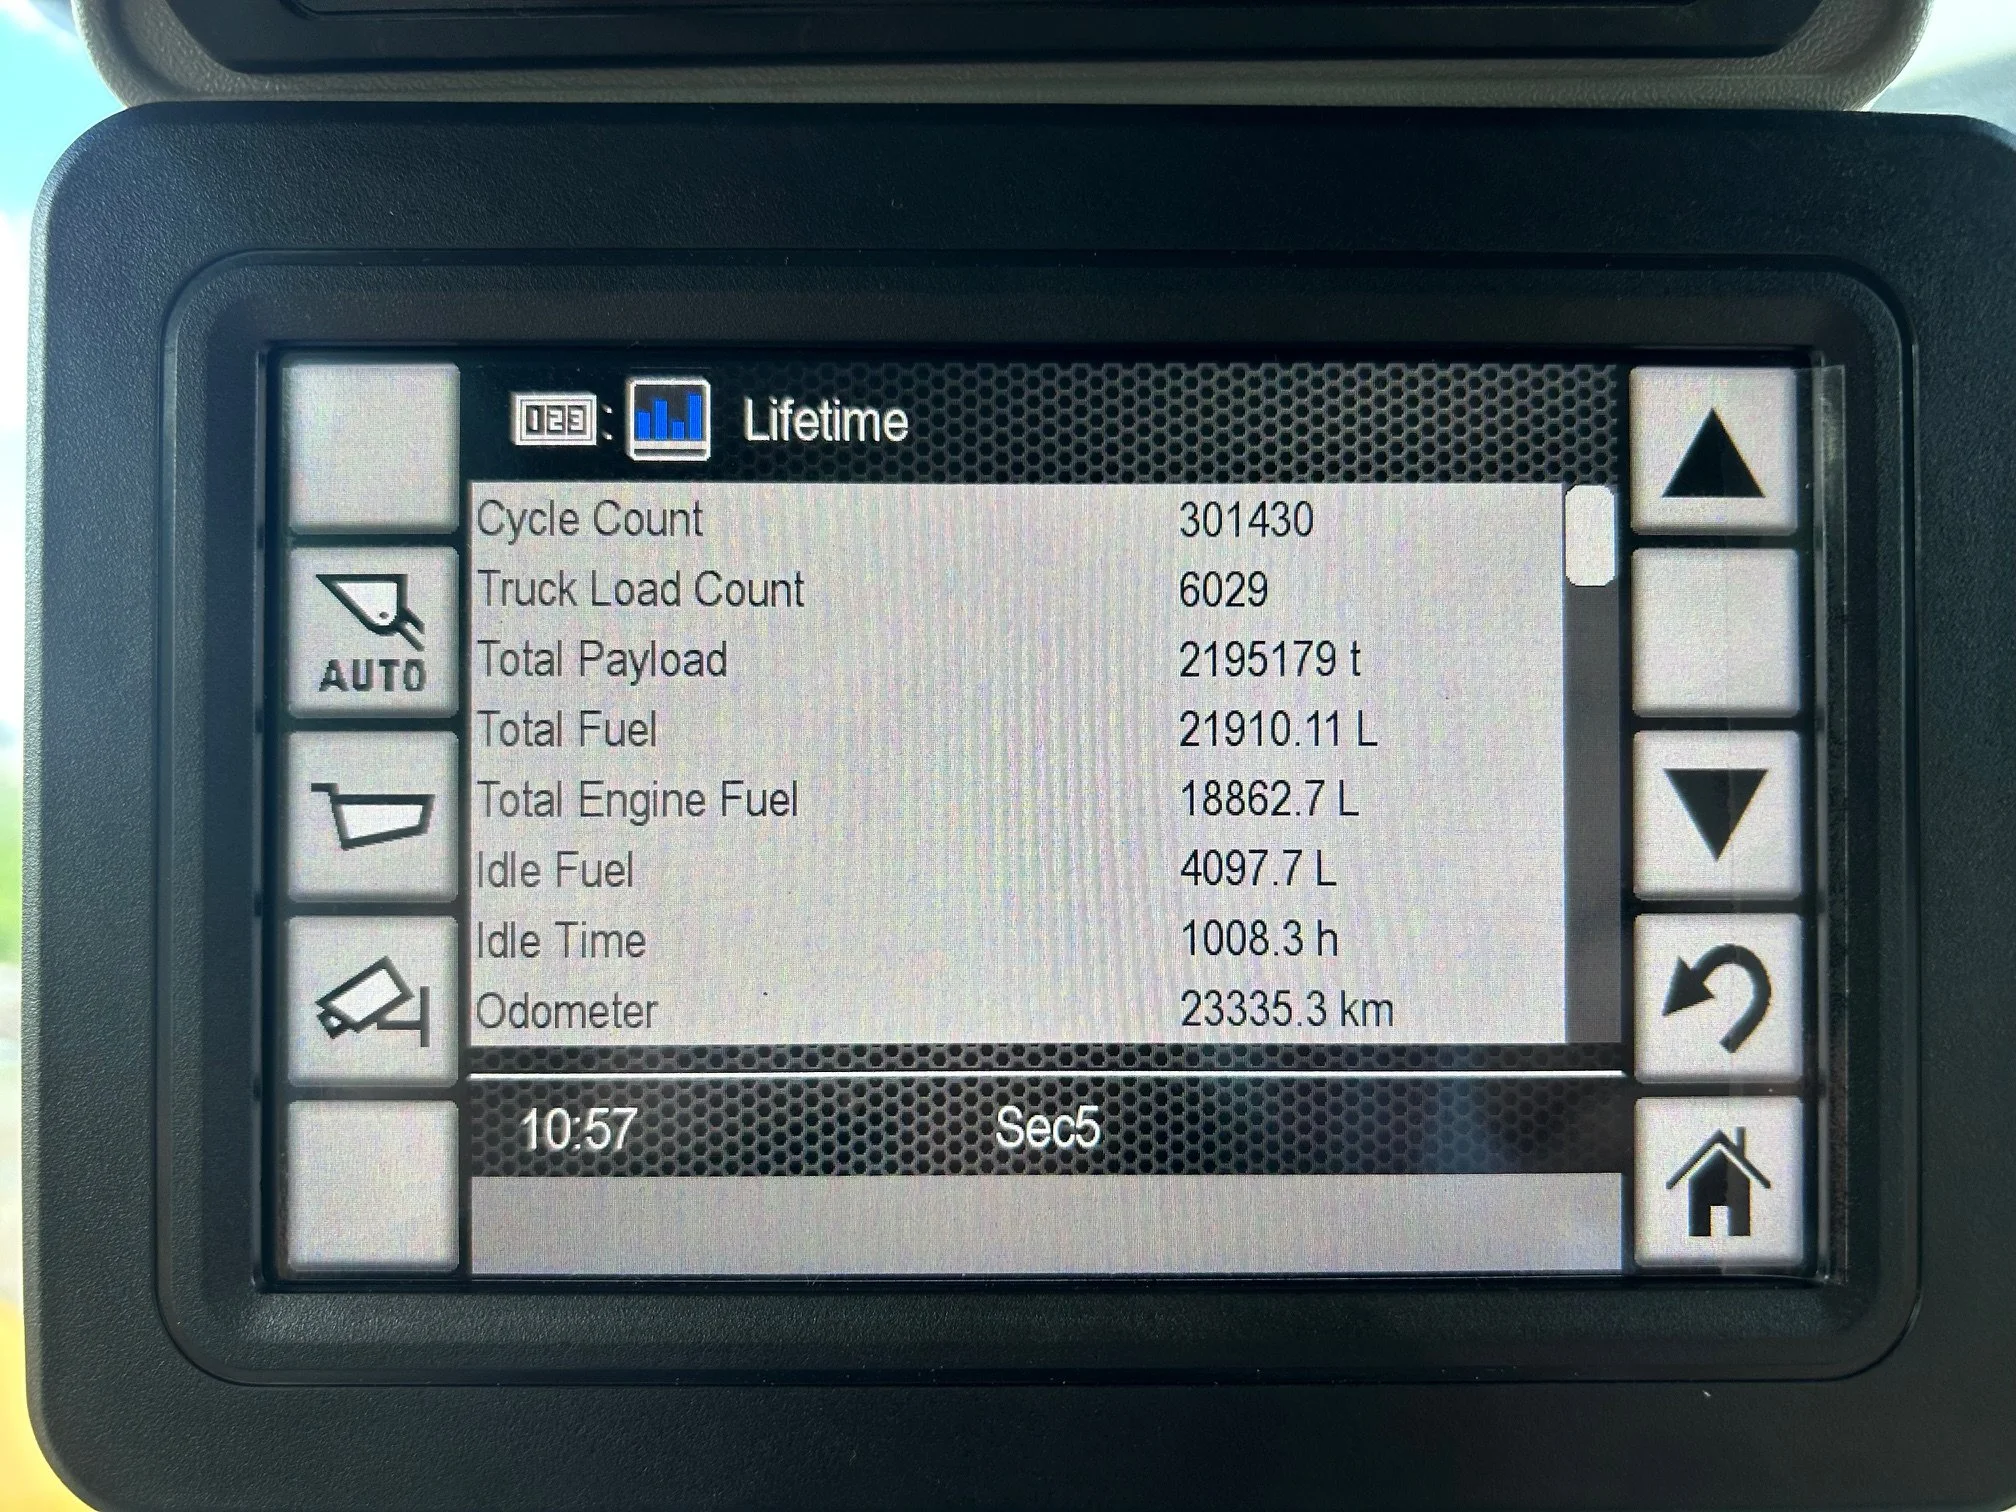 123 : Lifetime
Cycle Count 301430
Truck Load Count 6029
Total Payload 2195179 t
Total Fuel 21910.11 L
Total Engine Fuel 18862.7 L
Idle Fuel 4097.7 L
Idle Time 1008.3 h
Odometer 23335.3 km
AUTO
10:57 Sec5